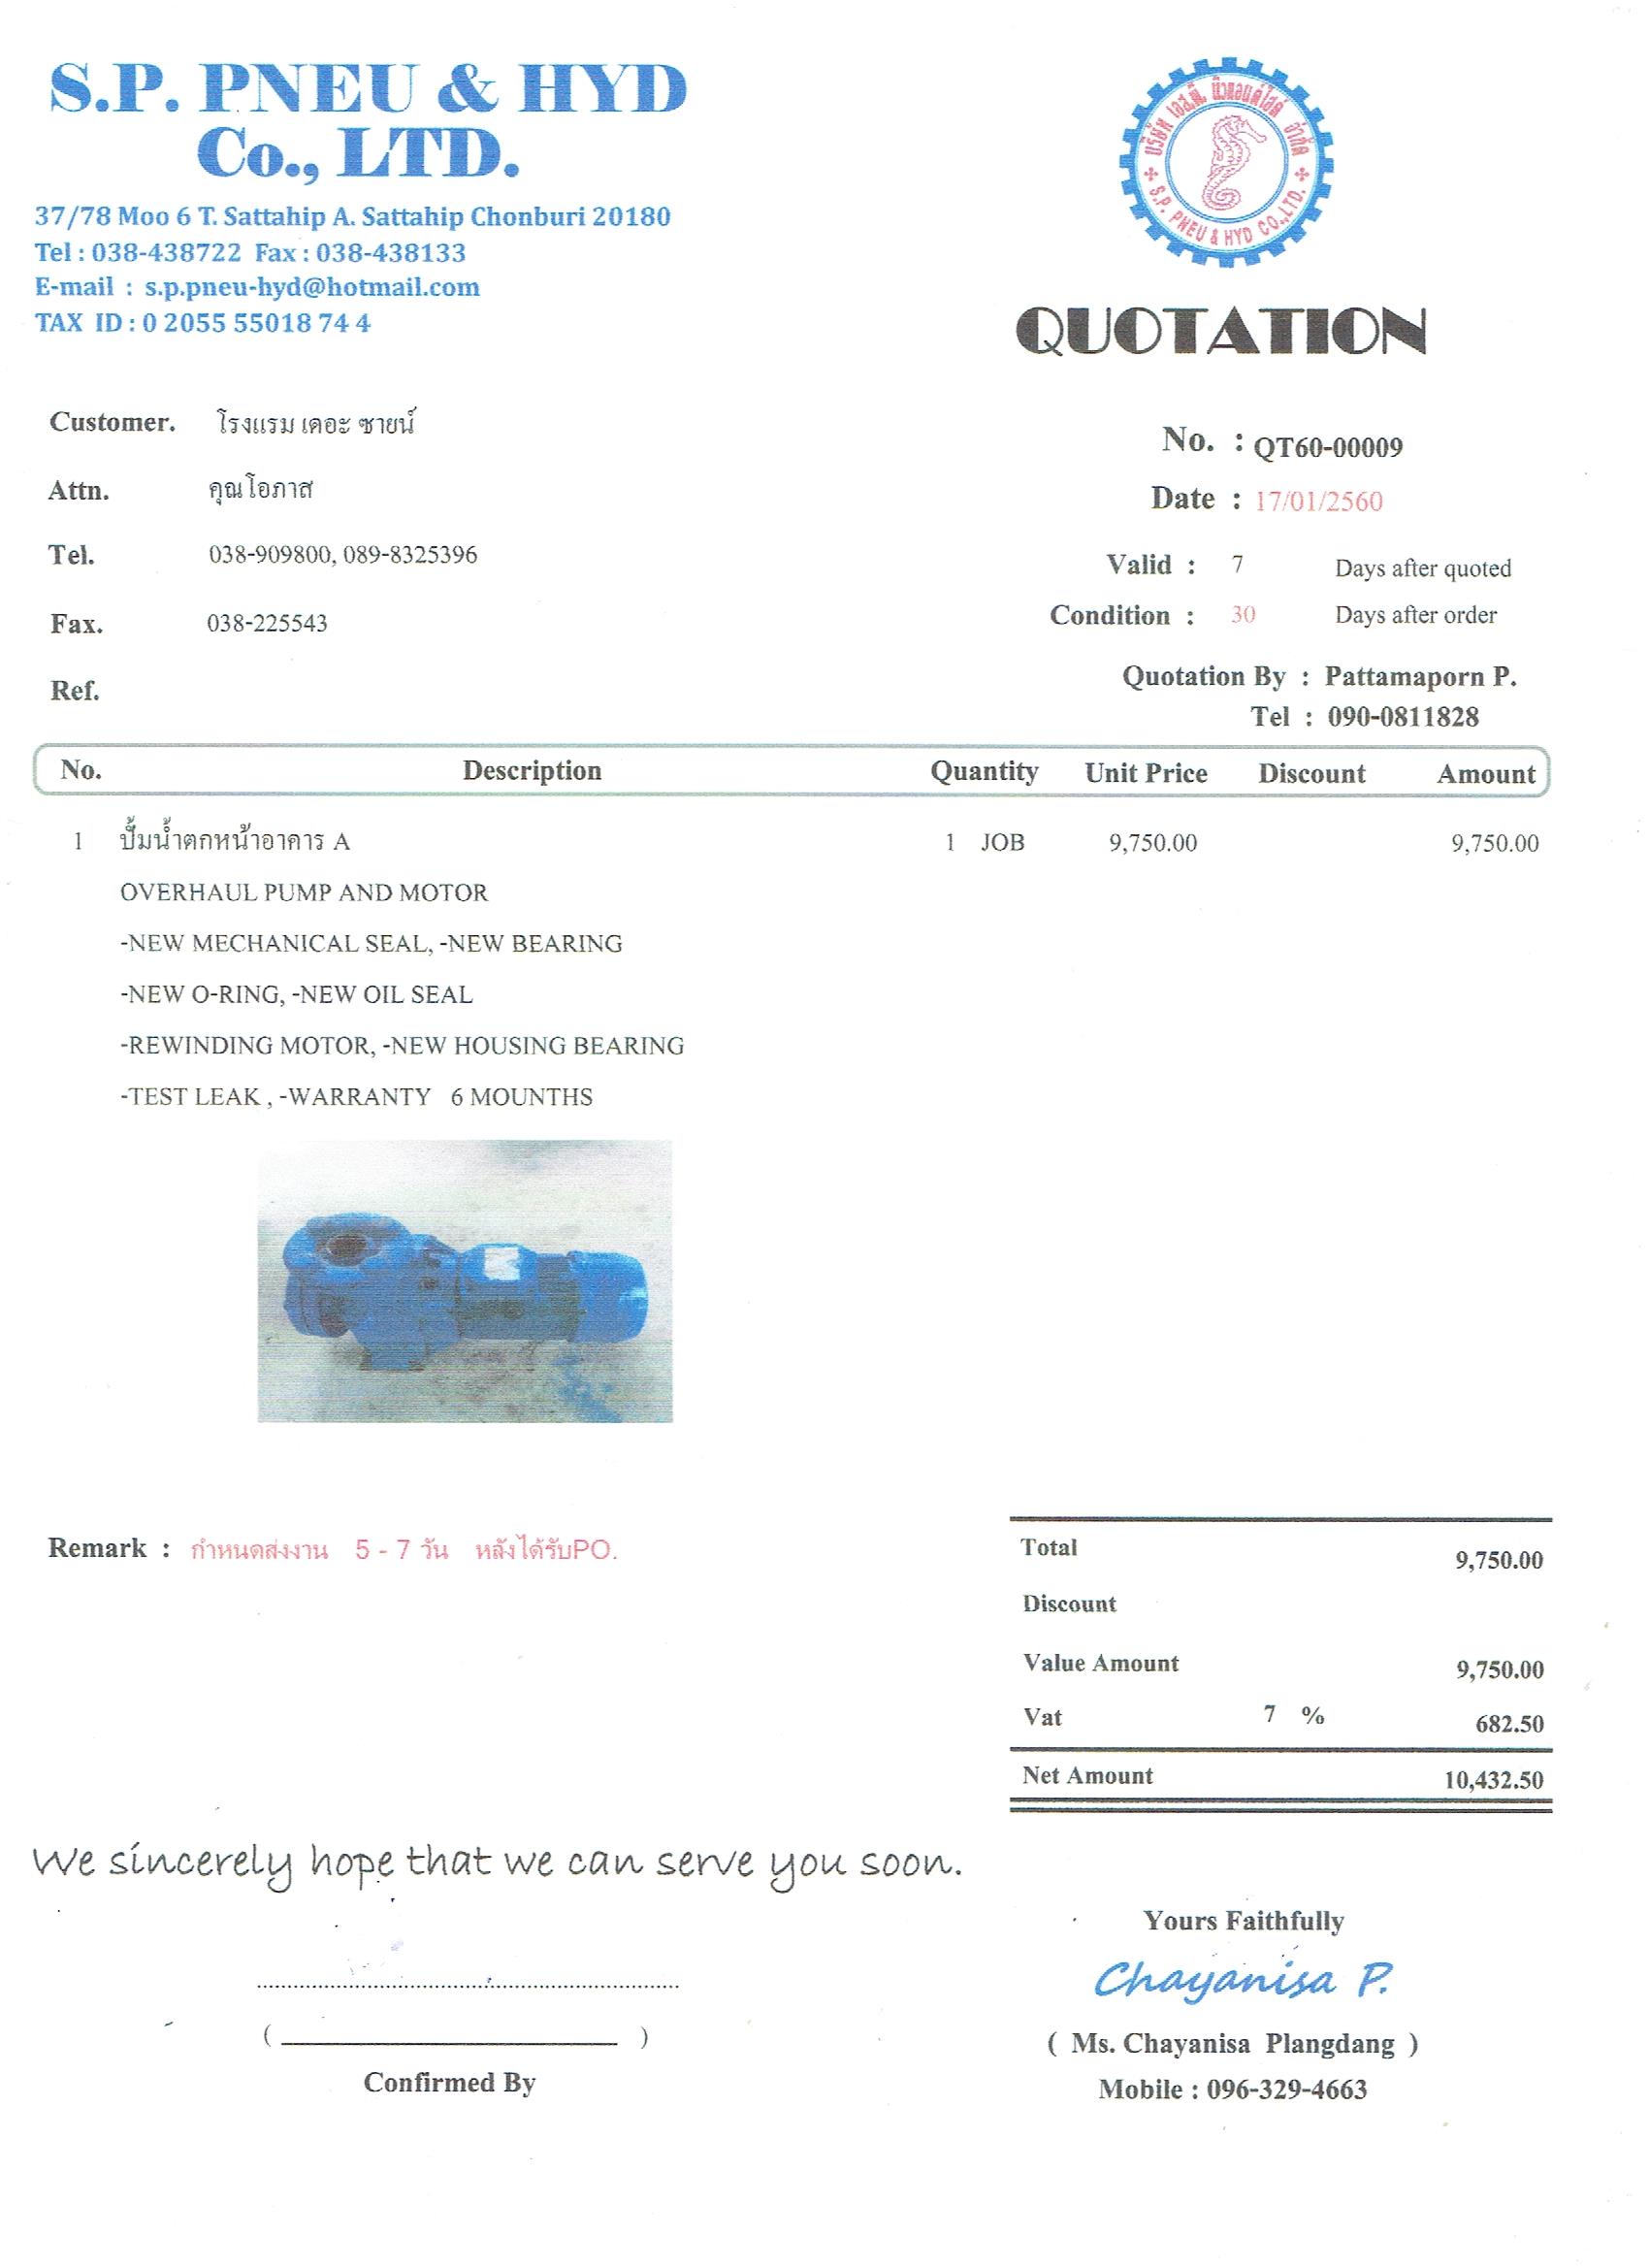 S.P. PNEU & HYD
Co., LTD.
37/78 Moo 6 T. Sattahip A. Sattahip Chonburi 20180
Tel : 038-438722 Fax : 038-438133
E-mail : s.p.pneu-hyd@hotmail.com
TAX ID : 0 2055 55018 74 4
บริษัท เอส.พี. นิวแอนด์ไฮด์ จำกัด
S.P. PNEU & HYD CO.,LTD.
QUOTATION
Customer. โรงแรม เดอะ ซายน์
No. : QT60-00009
Attn. คุณโอภาส
Date : 17/01/2560
Tel. 038-909800, 089-8325396
Valid : 7 Days after quoted
Fax. 038-225543
Condition : 30 Days after order
Ref.
Quotation By : Pattamaporn P.
Tel : 090-0811828
No. Description Quantity Unit Price Discount Amount
1 ปั้มน้ำตกหน้าอาคาร A 1 JOB 9,750.00 9,750.00
OVERHAUL PUMP AND MOTOR
-NEW MECHANICAL SEAL, -NEW BEARING
-NEW O-RING, -NEW OIL SEAL
-REWINDING MOTOR, -NEW HOUSING BEARING
-TEST LEAK , -WARRANTY 6 MOUNTHS
Remark : กำหนดส่งงาน 5 - 7 วัน หลังได้รับPO.
Total 9,750.00
Discount
Value Amount 9,750.00
Vat 7 % 682.50
Net Amount 10,432.50
We sincerely hope that we can serve you soon.
Yours Faithfully
Chayanisa P.
( )
( Ms. Chayanisa Plangdang )
Confirmed By
Mobile : 096-329-4663